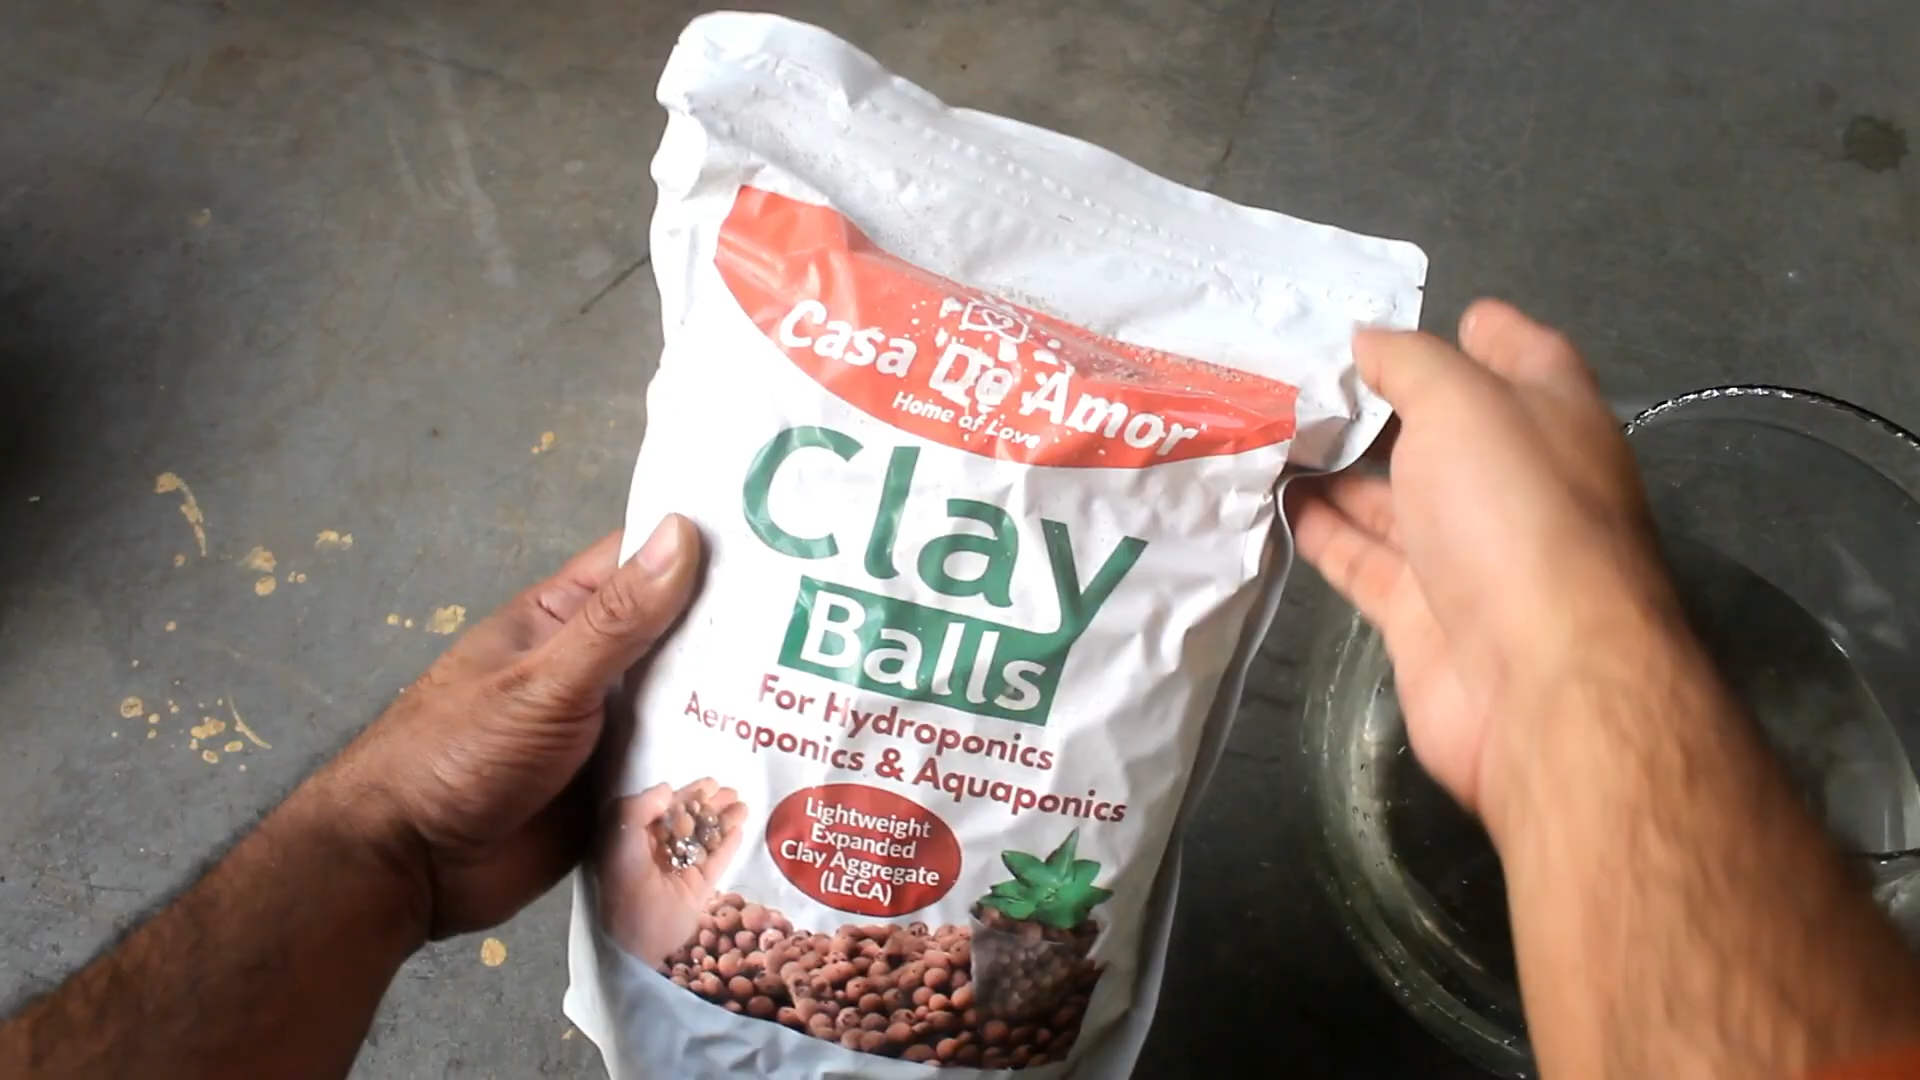 Casa De Amor
Home of Love
Clay
Balls
For Hydroponics
Aeroponics & Aquaponics
Lightweight
Expanded
Clay Aggregate
(LECA)